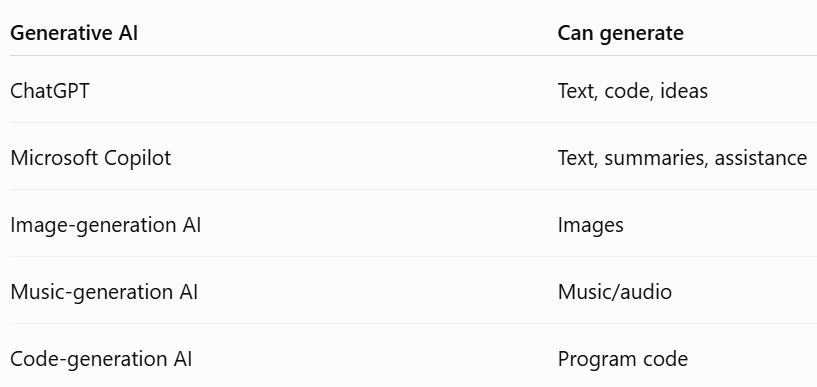 Generative AI Can generate
ChatGPT Text, code, ideas
Microsoft Copilot Text, summaries, assistance
Image-generation AI Images
Music-generation AI Music/audio
Code-generation AI Program code